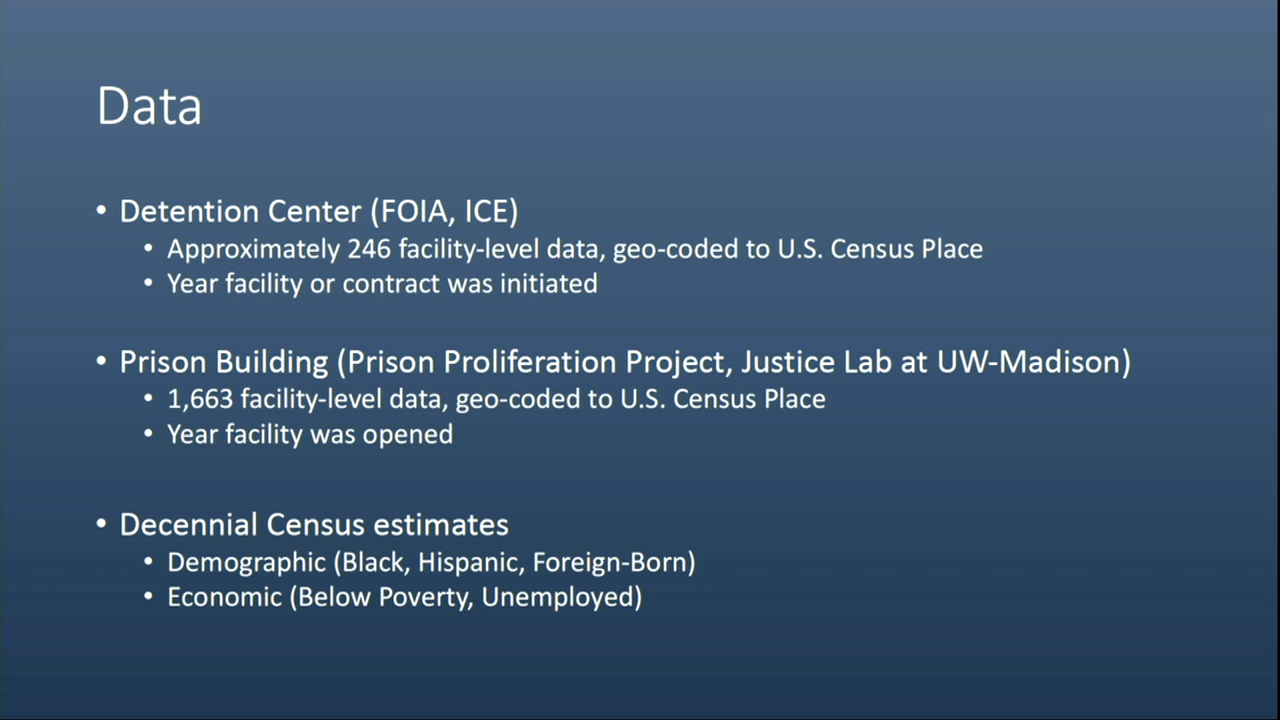 Data
• Detention Center (FOIA, ICE)
• Approximately 246 facility-level data, geo-coded to U.S. Census Place
• Year facility or contract was initiated
• Prison Building (Prison Proliferation Project, Justice Lab at UW-Madison)
• 1,663 facility-level data, geo-coded to U.S. Census Place
• Year facility was opened
• Decennial Census estimates
• Demographic (Black, Hispanic, Foreign-Born)
• Economic (Below Poverty, Unemployed)